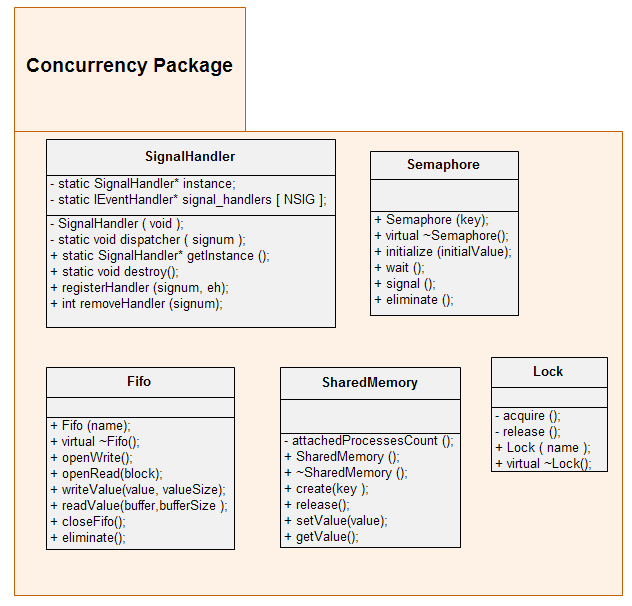 Concurrency Package
SignalHandler
- static SignalHandler* instance;
- static IEventHandler* signal_handlers [ NSIG ];
- SignalHandler ( void );
- static void dispatcher ( signum );
+ static SignalHandler* getInstance ();
+ static void destroy();
+ registerHandler (signum, eh);
+ int removeHandler (signum);
Semaphore
+ Semaphore (key);
+ virtual ~Semaphore();
+ initialize (initialValue);
+ wait ();
+ signal ();
+ eliminate ();
Fifo
+ Fifo (name);
+ virtual ~Fifo();
+ openWrite();
+ openRead(block);
+ writeValue(value, valueSize);
+ readValue(buffer,bufferSize );
+ closeFifo();
+ eliminate();
SharedMemory
- attachedProcessesCount ();
+ SharedMemory ();
+ ~SharedMemory ();
+ create(key );
+ release();
+ setValue(value);
+ getValue();
Lock
- acquire ();
- release ();
+ Lock ( name );
+ virtual ~Lock();